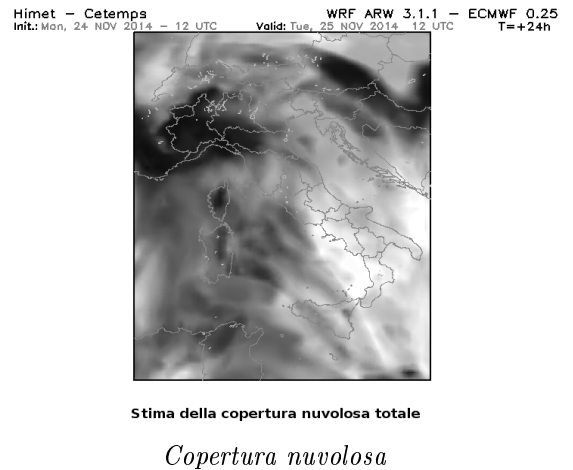 Himet – Cetemps WRF ARW 3.1.1 – ECMWF 0.25
Init.: Mon, 24 NOV 2014 – 12 UTC Valid: Tue, 25 NOV 2014 12 UTC T=+24h
Stima della copertura nuvolosa totale
Copertura nuvolosa